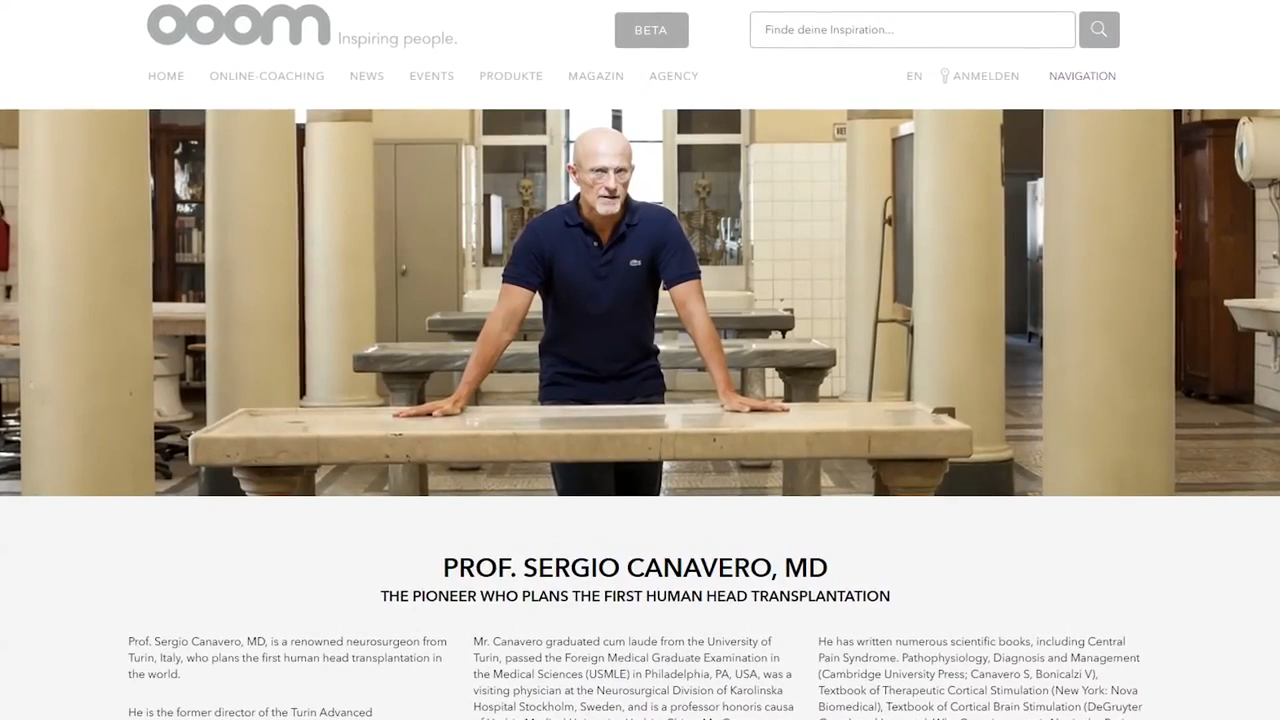 ooom Inspiring people.
BETA
Finde deine Inspiration...
HOME ONLINE-COACHING NEWS EVENTS PRODUKTE MAGAZIN AGENCY
EN ANMELDEN NAVIGATION
PROF. SERGIO CANAVERO, MD
THE PIONEER WHO PLANS THE FIRST HUMAN HEAD TRANSPLANTATION
Prof. Sergio Canavero, MD, is a renowned neurosurgeon from
Turin, Italy, who plans the first human head transplantation in
the world.
He is the former director of the Turin Advanced
Mr. Canavero graduated cum laude from the University of
Turin, passed the Foreign Medical Graduate Examination in
the Medical Sciences (USMLE) in Philadelphia, PA, USA, was a
visiting physician at the Neurosurgical Division of Karolinska
Hospital Stockholm, Sweden, and is a professor honoris causa
He has written numerous scientific books, including Central
Pain Syndrome. Pathophysiology, Diagnosis and Management
(Cambridge University Press; Canavero S, Bonicalzi V),
Textbook of Therapeutic Cortical Stimulation (New York: Nova
Biomedical), Textbook of Cortical Brain Stimulation (DeGruyter